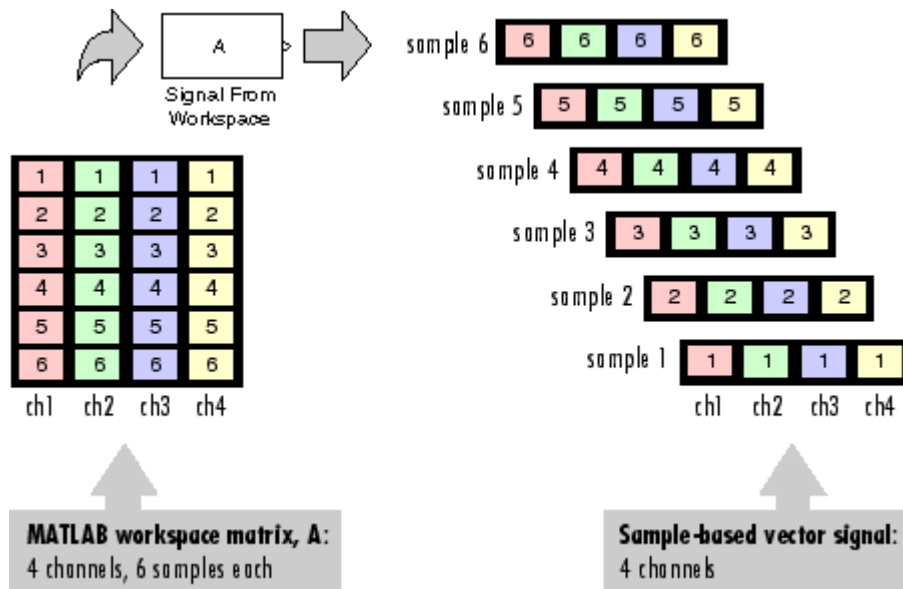 A
Signal From
Workspace
1 1 1 1
2 2 2 2
3 3 3 3
4 4 4 4
5 5 5 5
6 6 6 6
ch1 ch2 ch3 ch4
MATLAB workspace matrix, A:
4 channels, 6 samples each
sample 6 6 6 6 6
sample 5 5 5 5 5
sample 4 4 4 4 4
sample 3 3 3 3 3
sample 2 2 2 2 2
sample 1 1 1 1 1
ch1 ch2 ch3 ch4
Sample-based vector signal:
4 channels